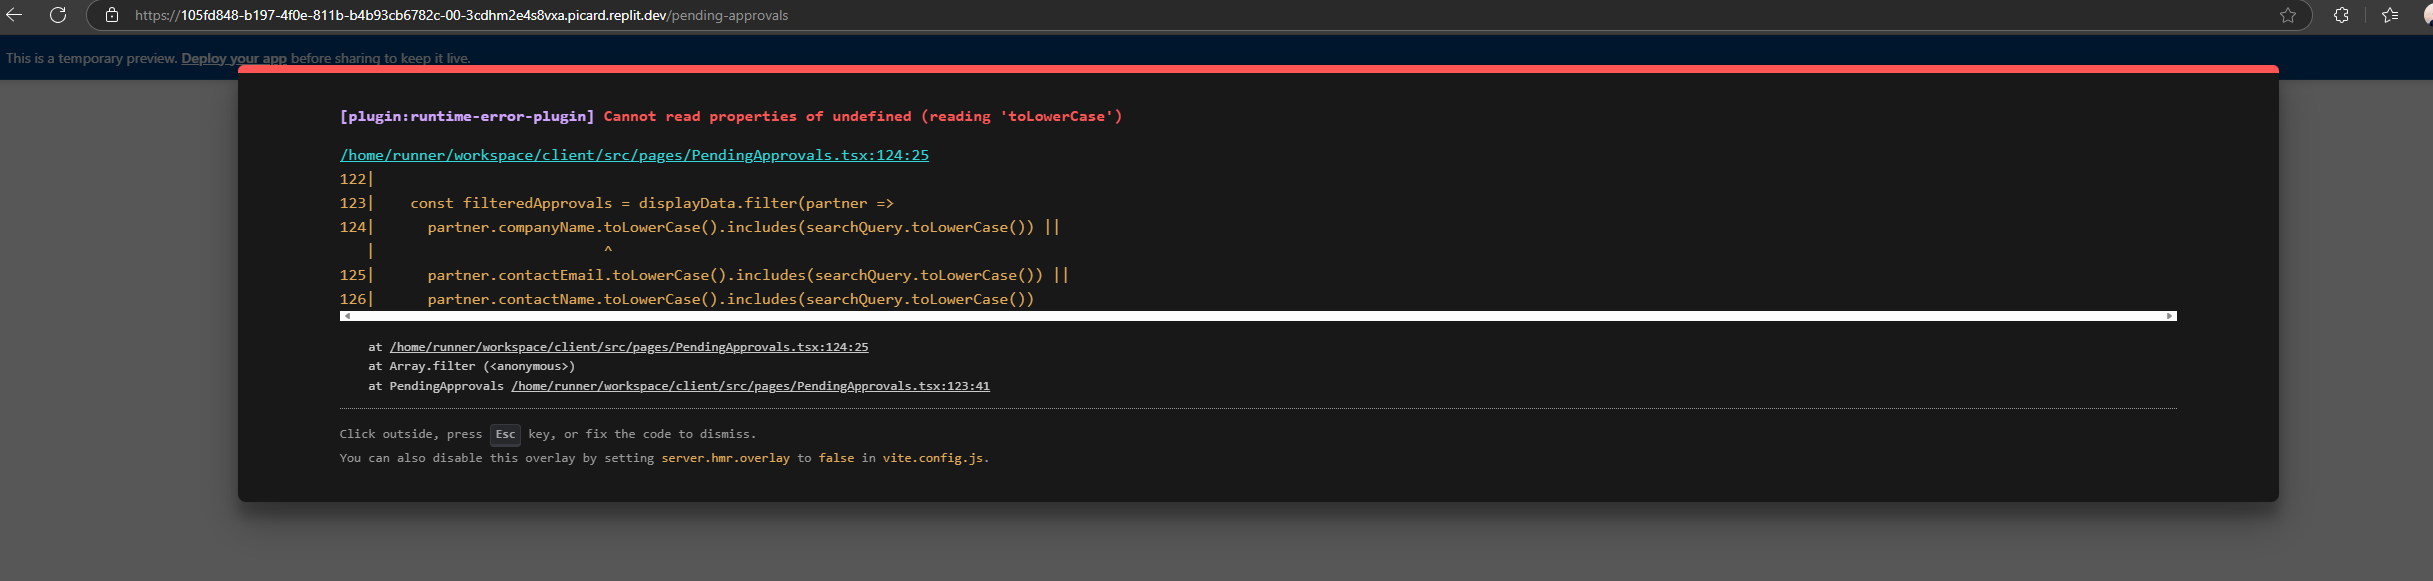 https://105fd848-b197-4f0e-811b-b4b93cb6782c-00-3cdhm2e4s8vxa.picard.replit.dev/pending-approvals
This is a temporary preview. Deploy your app before sharing to keep it live.
[plugin:runtime-error-plugin] Cannot read properties of undefined (reading 'toLowerCase')
/home/runner/workspace/client/src/pages/PendingApprovals.tsx:124:25
122|
123|    const filteredApprovals = displayData.filter(partner =>
124|      partner.companyName.toLowerCase().includes(searchQuery.toLowerCase()) ||
   |                          ^
125|      partner.contactEmail.toLowerCase().includes(searchQuery.toLowerCase()) ||
126|      partner.contactName.toLowerCase().includes(searchQuery.toLowerCase())
at /home/runner/workspace/client/src/pages/PendingApprovals.tsx:124:25
at Array.filter (<anonymous>)
at PendingApprovals /home/runner/workspace/client/src/pages/PendingApprovals.tsx:123:41
Click outside, press Esc key, or fix the code to dismiss.
You can also disable this overlay by setting server.hmr.overlay to false in vite.config.js.